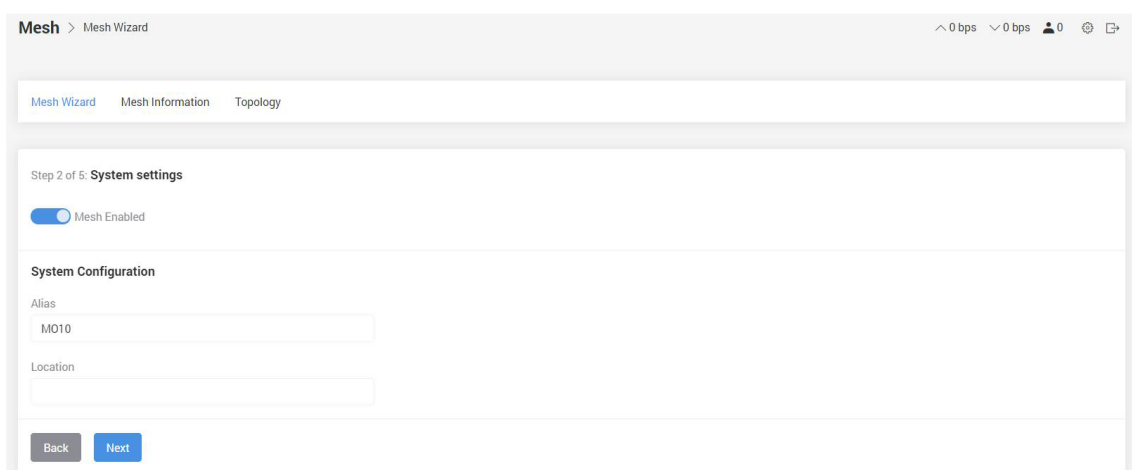 Mesh > Mesh Wizard
0 bps 0 bps 0
Mesh Wizard Mesh Information Topology
Step 2 of 5: System settings
Mesh Enabled
System Configuration
Alias
MO10
Location
Back Next